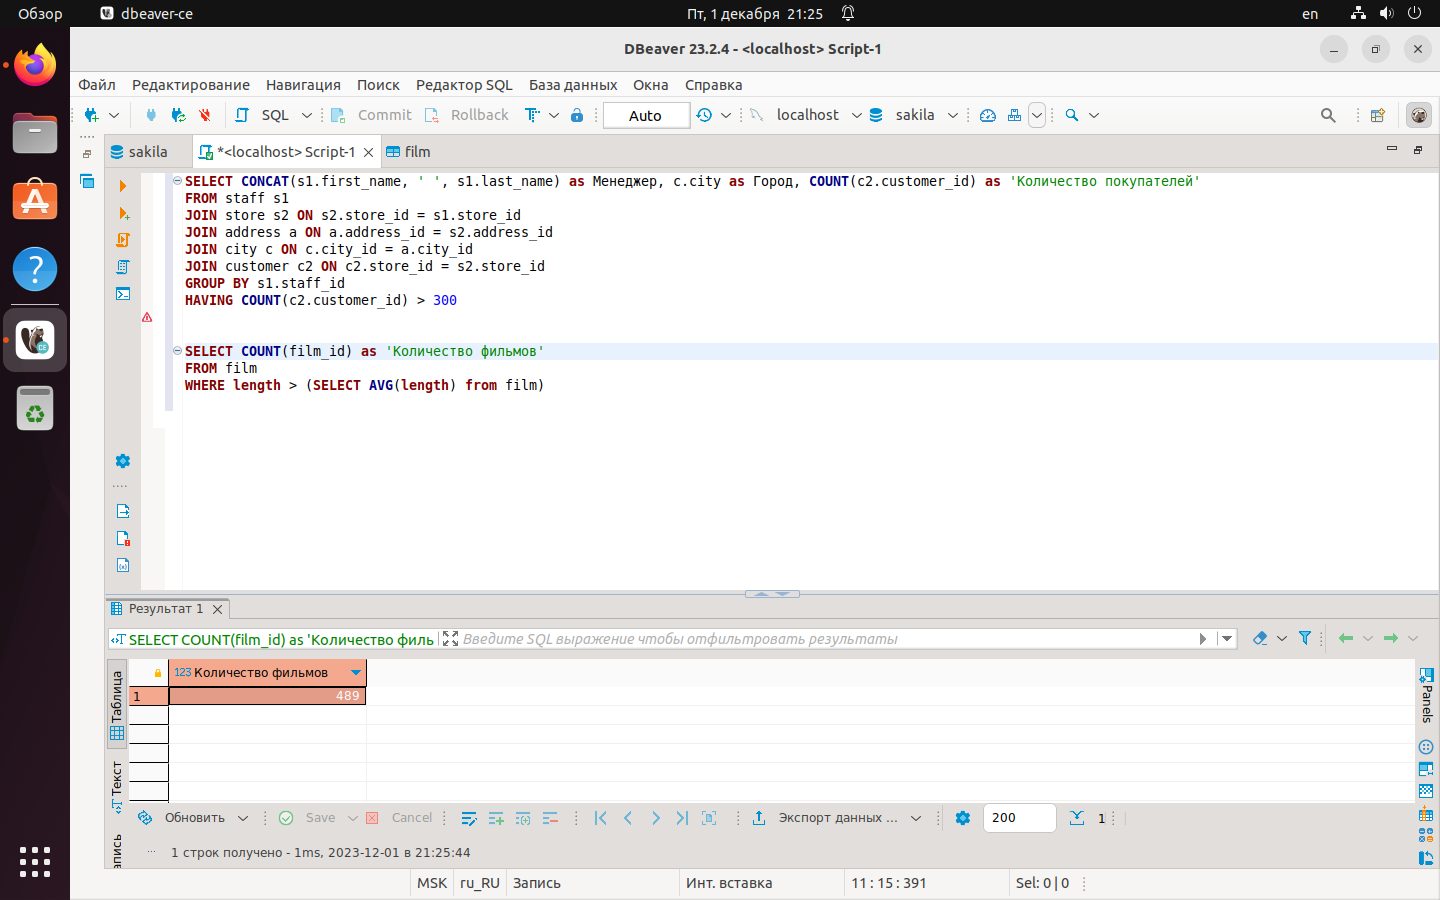 Обзор
dbeaver-ce
Пт, 1 декабря 21:25
en
DBeaver 23.2.4 - <localhost> Script-1
Файл Редактирование Навигация Поиск Редактор SQL База данных Окна Справка
SQL Commit Rollback Auto localhost sakila
sakila *<localhost> Script-1 film
SELECT CONCAT(s1.first_name, ' ', s1.last_name) as Менеджер, c.city as Город, COUNT(c2.customer_id) as 'Количество покупателей'
FROM staff s1
JOIN store s2 ON s2.store_id = s1.store_id
JOIN address a ON a.address_id = s2.address_id
JOIN city c ON c.city_id = a.city_id
JOIN customer c2 ON c2.store_id = s2.store_id
GROUP BY s1.staff_id
HAVING COUNT(c2.customer_id) > 300
SELECT COUNT(film_id) as 'Количество фильмов'
FROM film
WHERE length > (SELECT AVG(length) from film)
Результат 1
SELECT COUNT(film_id) as 'Количество филь
Введите SQL выражение чтобы отфильтровать результаты
123 Количество фильмов
1 489
Таблица
Текст
апись
Panels
Обновить Save Cancel Экспорт данных ... 200 1
1 строк получено - 1ms, 2023-12-01 в 21:25:44
MSK ru_RU Запись Инт. вставка 11 : 15 : 391 Sel: 0 | 0